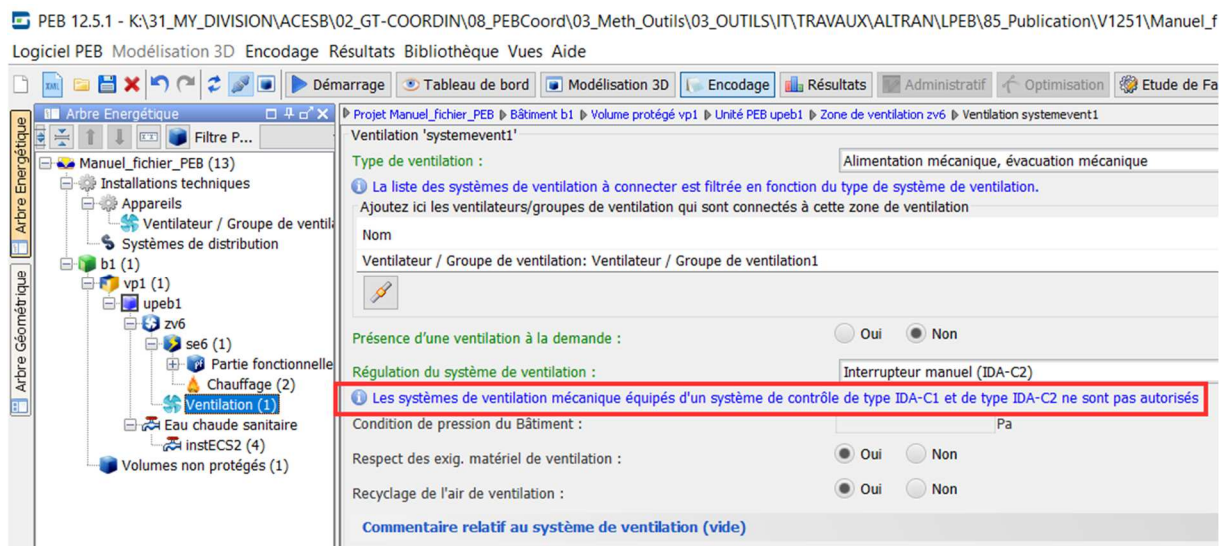 PEB 12.5.1 - K:\31_MY_DIVISION\ACESB\02_GT-COORDIN\08_PEBCoord\03_Meth_Outils\03_OUTILS\IT\TRAVAUX\ALTRAN\LPEB\85_Publication\V1251\Manuel_f
Logiciel PEB Modélisation 3D Encodage Résultats Bibliothèque Vues Aide
XML Démarrage Tableau de bord Modélisation 3D Encodage Résultats Administratif Optimisation Etude de Fa
Arbre Energétique
Arbre Géométrique
Arbre Energétique
Filtre P...
Manuel_fichier_PEB (13)
Installations techniques
Appareils
Ventilateur / Groupe de ventil
Systèmes de distribution
b1 (1)
vp1 (1)
upeb1
zv6
se6 (1)
Partie fonctionnelle
Chauffage (2)
Ventilation (1)
Eau chaude sanitaire
instECS2 (4)
Volumes non protégés (1)
Projet Manuel_fichier_PEB Bâtiment b1 Volume protégé vp1 Unité PEB upeb1 Zone de ventilation zv6 Ventilation systemevent1
Ventilation 'systemevent1'
Type de ventilation : Alimentation mécanique, évacuation mécanique
La liste des systèmes de ventilation à connecter est filtrée en fonction du type de système de ventilation.
Ajoutez ici les ventilateurs/groupes de ventilation qui sont connectés à cette zone de ventilation
Nom
Ventilateur / Groupe de ventilation: Ventilateur / Groupe de ventilation1
Présence d'une ventilation à la demande : Oui Non
Régulation du système de ventilation : Interrupteur manuel (IDA-C2)
Les systèmes de ventilation mécanique équipés d'un système de contrôle de type IDA-C1 et de type IDA-C2 ne sont pas autorisés
Condition de pression du Bâtiment : Pa
Respect des exig. matériel de ventilation : Oui Non
Recyclage de l'air de ventilation : Oui Non
Commentaire relatif au système de ventilation (vide)